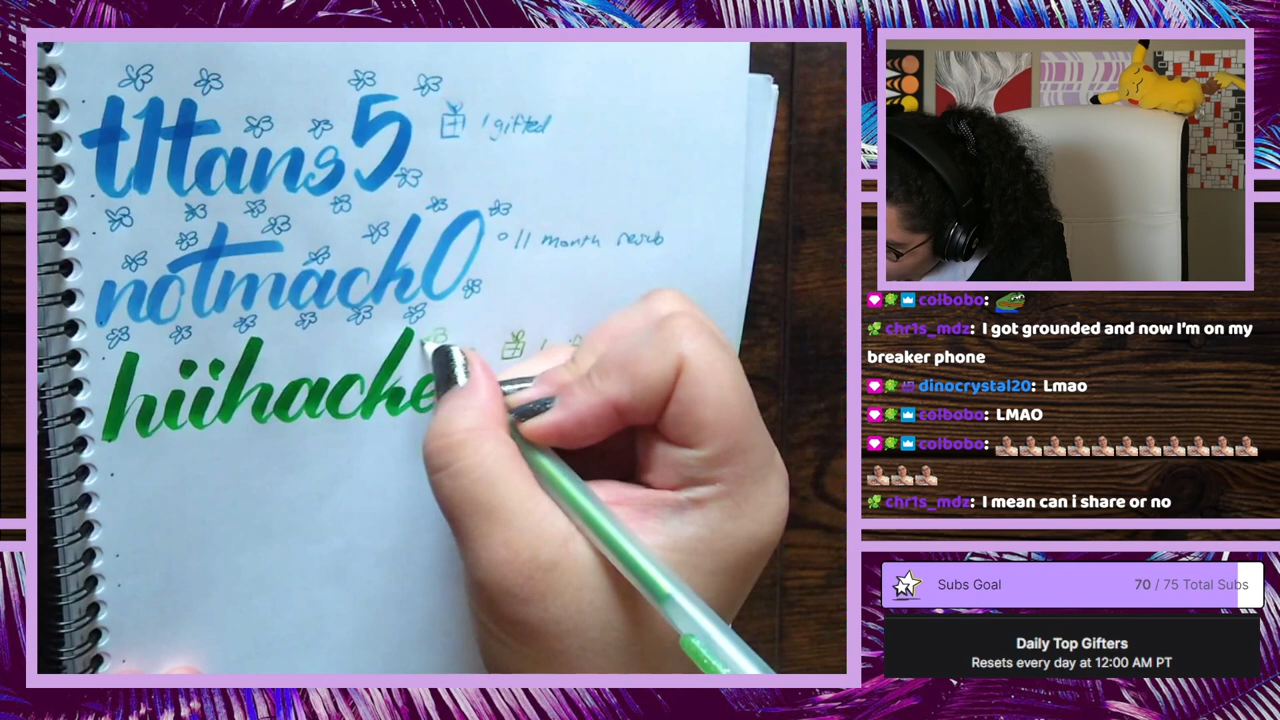 t1tans5
1 gifted
notmach0
11 month resub
hiihacke
colbobo:
chr1s_mdz: I got grounded and now I'm on my
breaker phone
dinocrystal20: Lmao
colbobo: LMAO
colbobo:
chr1s_mdz: I mean can i share or no
Subs Goal 70 / 75 Total Subs
Daily Top Gifters
Resets every day at 12:00 AM PT